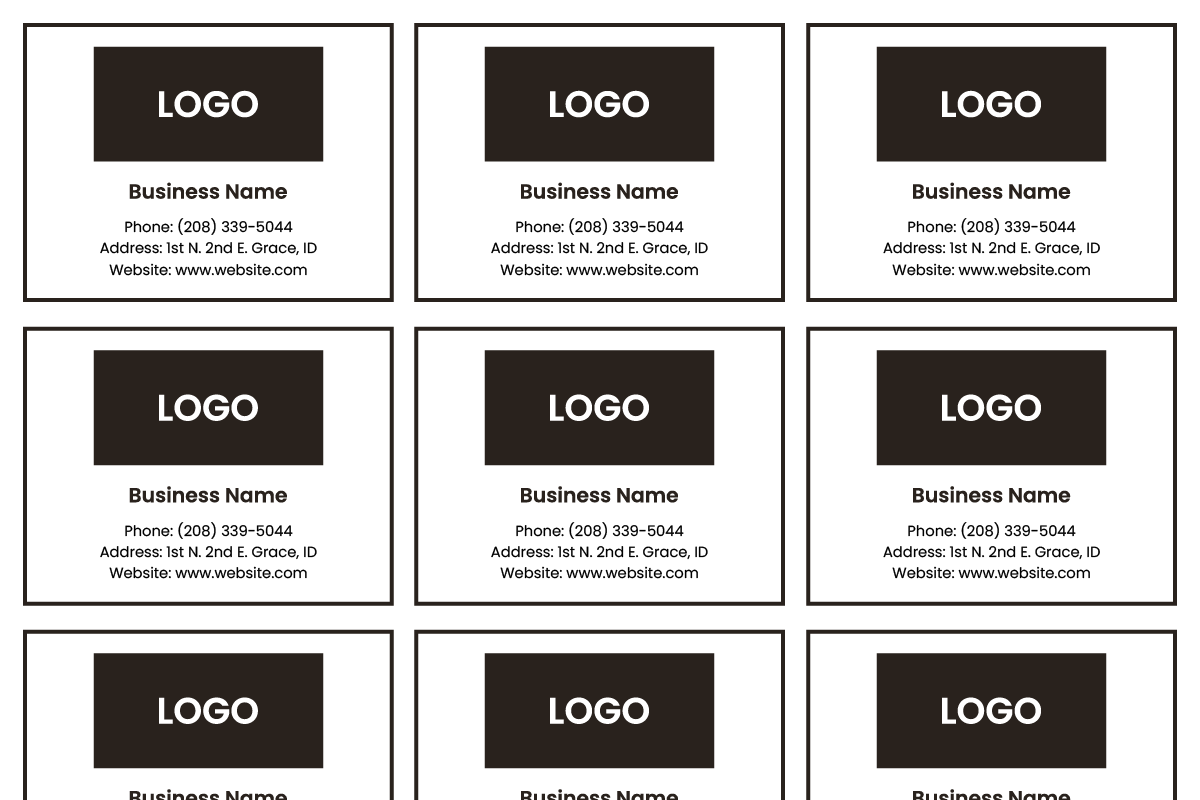 LOGO
Business Name
Phone: (208) 339-5044
Address: 1st N. 2nd E. Grace, ID
Website: www.website.com
LOGO
Business Name
Phone: (208) 339-5044
Address: 1st N. 2nd E. Grace, ID
Website: www.website.com
LOGO
Business Name
Phone: (208) 339-5044
Address: 1st N. 2nd E. Grace, ID
Website: www.website.com
LOGO
Business Name
Phone: (208) 339-5044
Address: 1st N. 2nd E. Grace, ID
Website: www.website.com
LOGO
Business Name
Phone: (208) 339-5044
Address: 1st N. 2nd E. Grace, ID
Website: www.website.com
LOGO
Business Name
Phone: (208) 339-5044
Address: 1st N. 2nd E. Grace, ID
Website: www.website.com
LOGO
Business Name
LOGO
Business Name
LOGO
Business Name